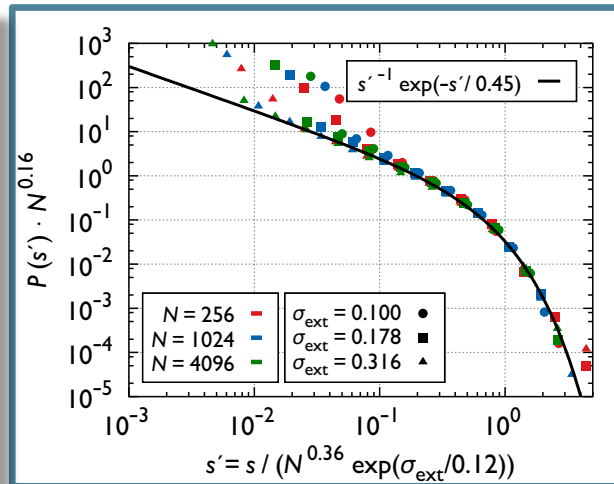 10³
s´⁻¹ exp(−s´/ 0.45)
10²
10¹
10⁰
10⁻¹
10⁻²
10⁻³
10⁻⁴
10⁻⁵
P (s´) · N^0.16
N = 256
N = 1024
N = 4096
σ_ext = 0.100
σ_ext = 0.178
σ_ext = 0.316
10⁻³ 10⁻² 10⁻¹ 10⁰
s´= s / (N^0.36 exp(σ_ext/0.12))